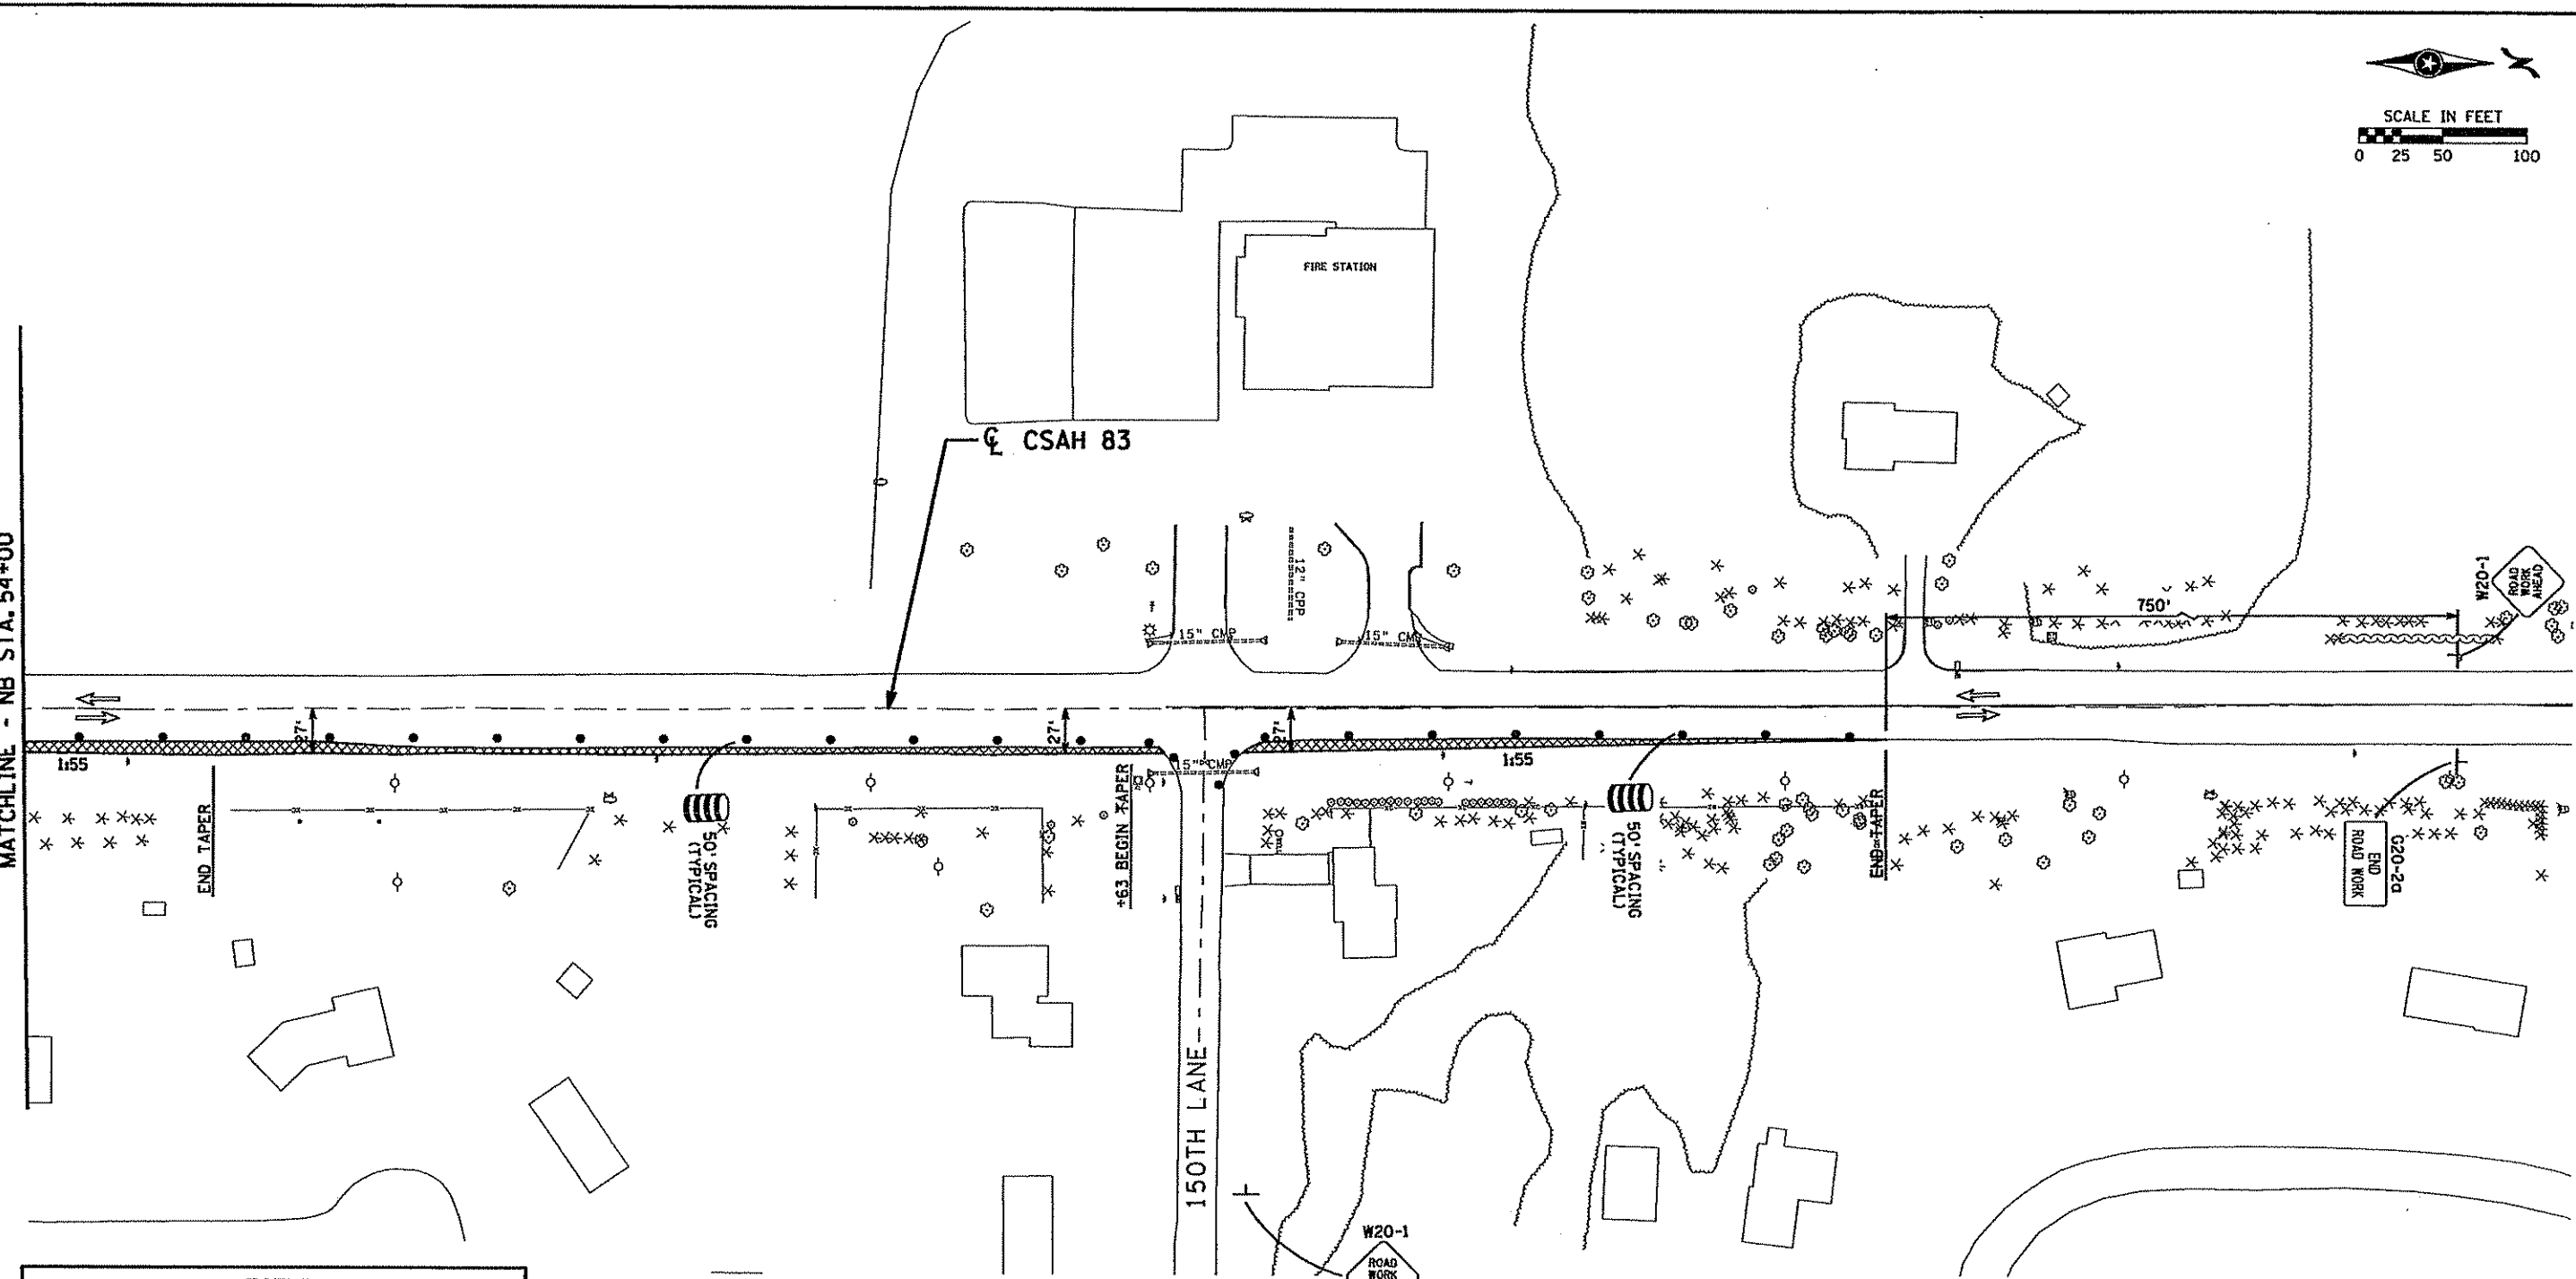 SCALE IN FEET
0 25 50 100
FIRE STATION
℄ CSAH 83
MATCHLINE - NB STA. 54+00
12" CPP
15" CMP
15" CMP
W20-1
ROAD
WORK
AHEAD
750'
27'
27'
27'
1:55
1:55
15" CMP
END TAPER
+63 BEGIN TAPER
END TAPER
50' SPACING
(TYPICAL)
50' SPACING
(TYPICAL)
G20-2a
END
ROAD WORK
150TH LANE
W20-1
ROAD
WORK